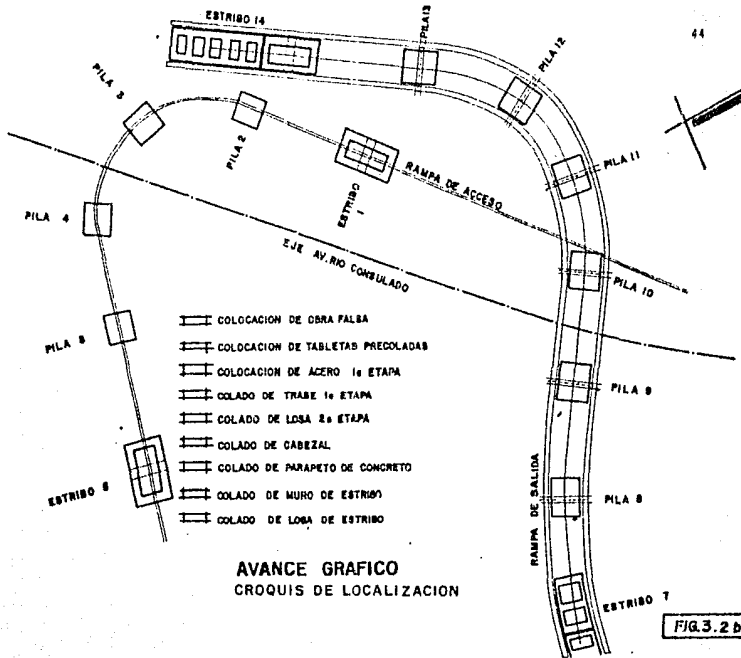 44
ESTRIBO 14
PILA 13
PILA 12
PILA 3
PILA 2
PILA 11
RAMPA DE ACCESO
PILA 4
ESTRIBO 1
EJE AV. RIO CONSULADO
PILA 10
PILA 5
COLOCACION DE OBRA FALSA
COLOCACION DE TABLETAS PRECOLADAS
COLOCACION DE ACERO 1a ETAPA
COLADO DE TRABE 1a ETAPA
COLADO DE LOSA 2a ETAPA
COLADO DE CABEZAL
COLADO DE PARAPETO DE CONCRETO
COLADO DE MURO DE ESTRIBO
COLADO DE LOSA DE ESTRIBO
PILA 9
ESTRIBO 6
PILA 8
RAMPA DE SALIDA
AVANCE GRAFICO
CROQUIS DE LOCALIZACION
ESTRIBO 7
FIG.3.2b